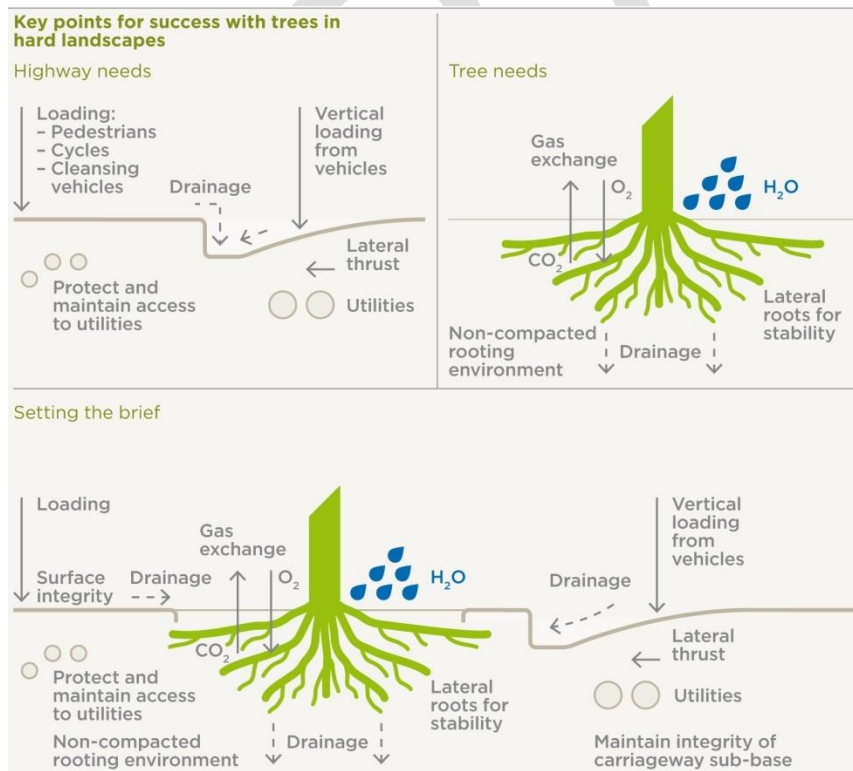 Key points for success with trees in
hard landscapes
Highway needs
Loading:
– Pedestrians
– Cycles
– Cleansing
vehicles
Drainage
Vertical
loading
from
vehicles
Lateral
thrust
Protect and
maintain access
to utilities
Utilities
Tree needs
Gas
exchange
O₂
H₂O
CO₂
Non-compacted
rooting
environment
Drainage
Lateral
roots for
stability
Setting the brief
Loading
Surface
integrity
Drainage
Gas
exchange
O₂
H₂O
CO₂
Protect and
maintain access
to utilities
Non-compacted
rooting environment
Drainage
Lateral
roots for
stability
Vertical
loading
from
vehicles
Drainage
Lateral
thrust
Utilities
Maintain integrity of
carriageway sub-base